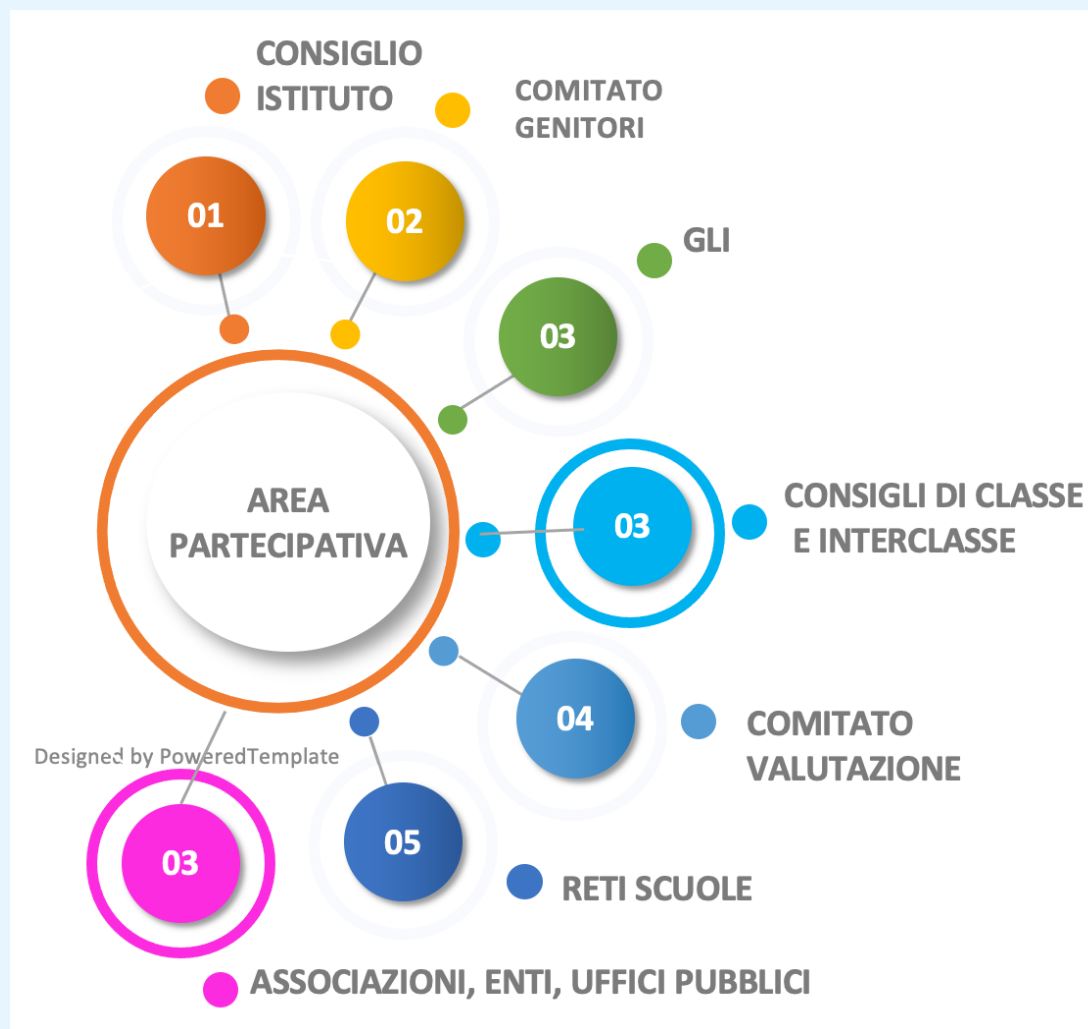 CONSIGLIO
ISTITUTO
COMITATO
GENITORI
01
02
GLI
03
AREA
PARTECIPATIVA
03
CONSIGLI DI CLASSE
E INTERCLASSE
04
COMITATO
VALUTAZIONE
Designed by PoweredTemplate
03
05
RETI SCUOLE
ASSOCIAZIONI, ENTI, UFFICI PUBBLICI